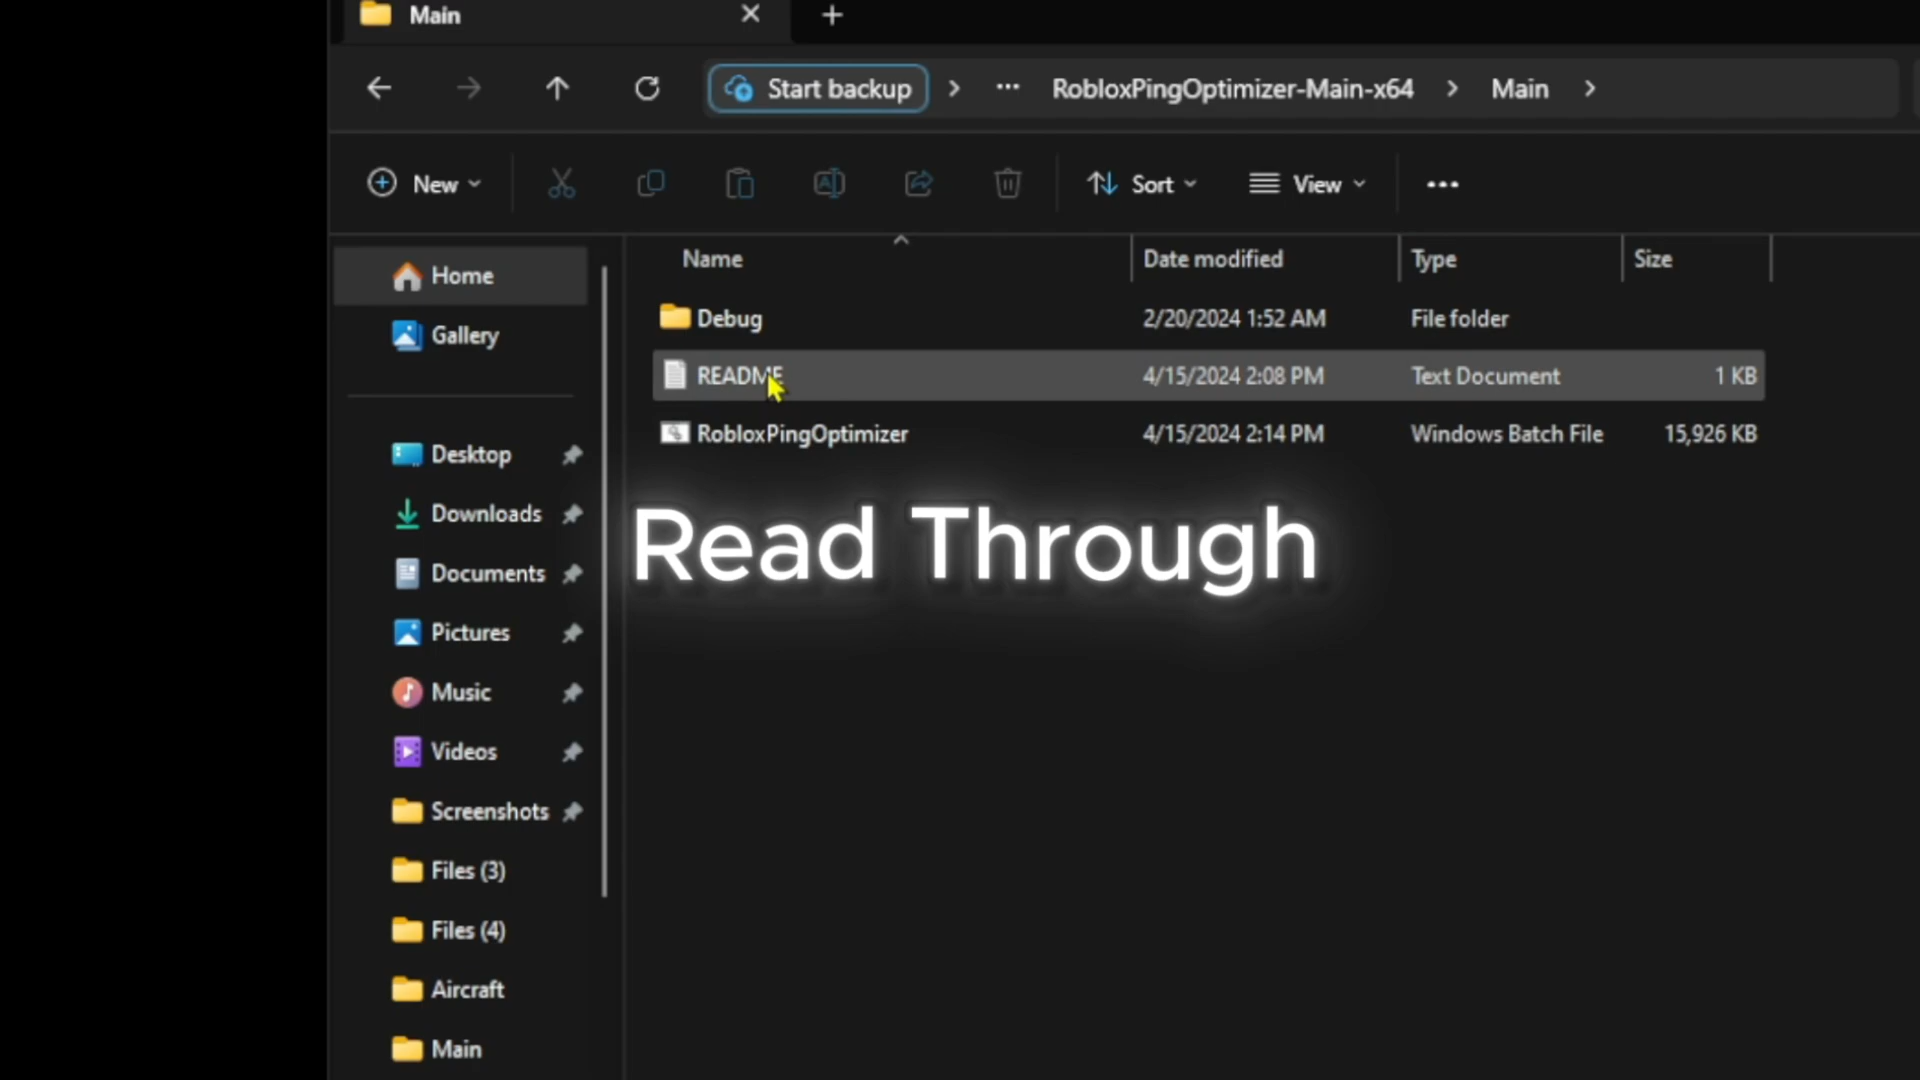 Main
Start backup > ... RobloxPingOptimizer-Main-x64 > Main >
New Sort View ...
Name Date modified Type Size
Home
Gallery
Debug 2/20/2024 1:52 AM File folder
README 4/15/2024 2:08 PM Text Document 1 KB
RobloxPingOptimizer 4/15/2024 2:14 PM Windows Batch File 15,926 KB
Read Through
Desktop
Downloads
Documents
Pictures
Music
Videos
Screenshots
Files (3)
Files (4)
Aircraft
Main